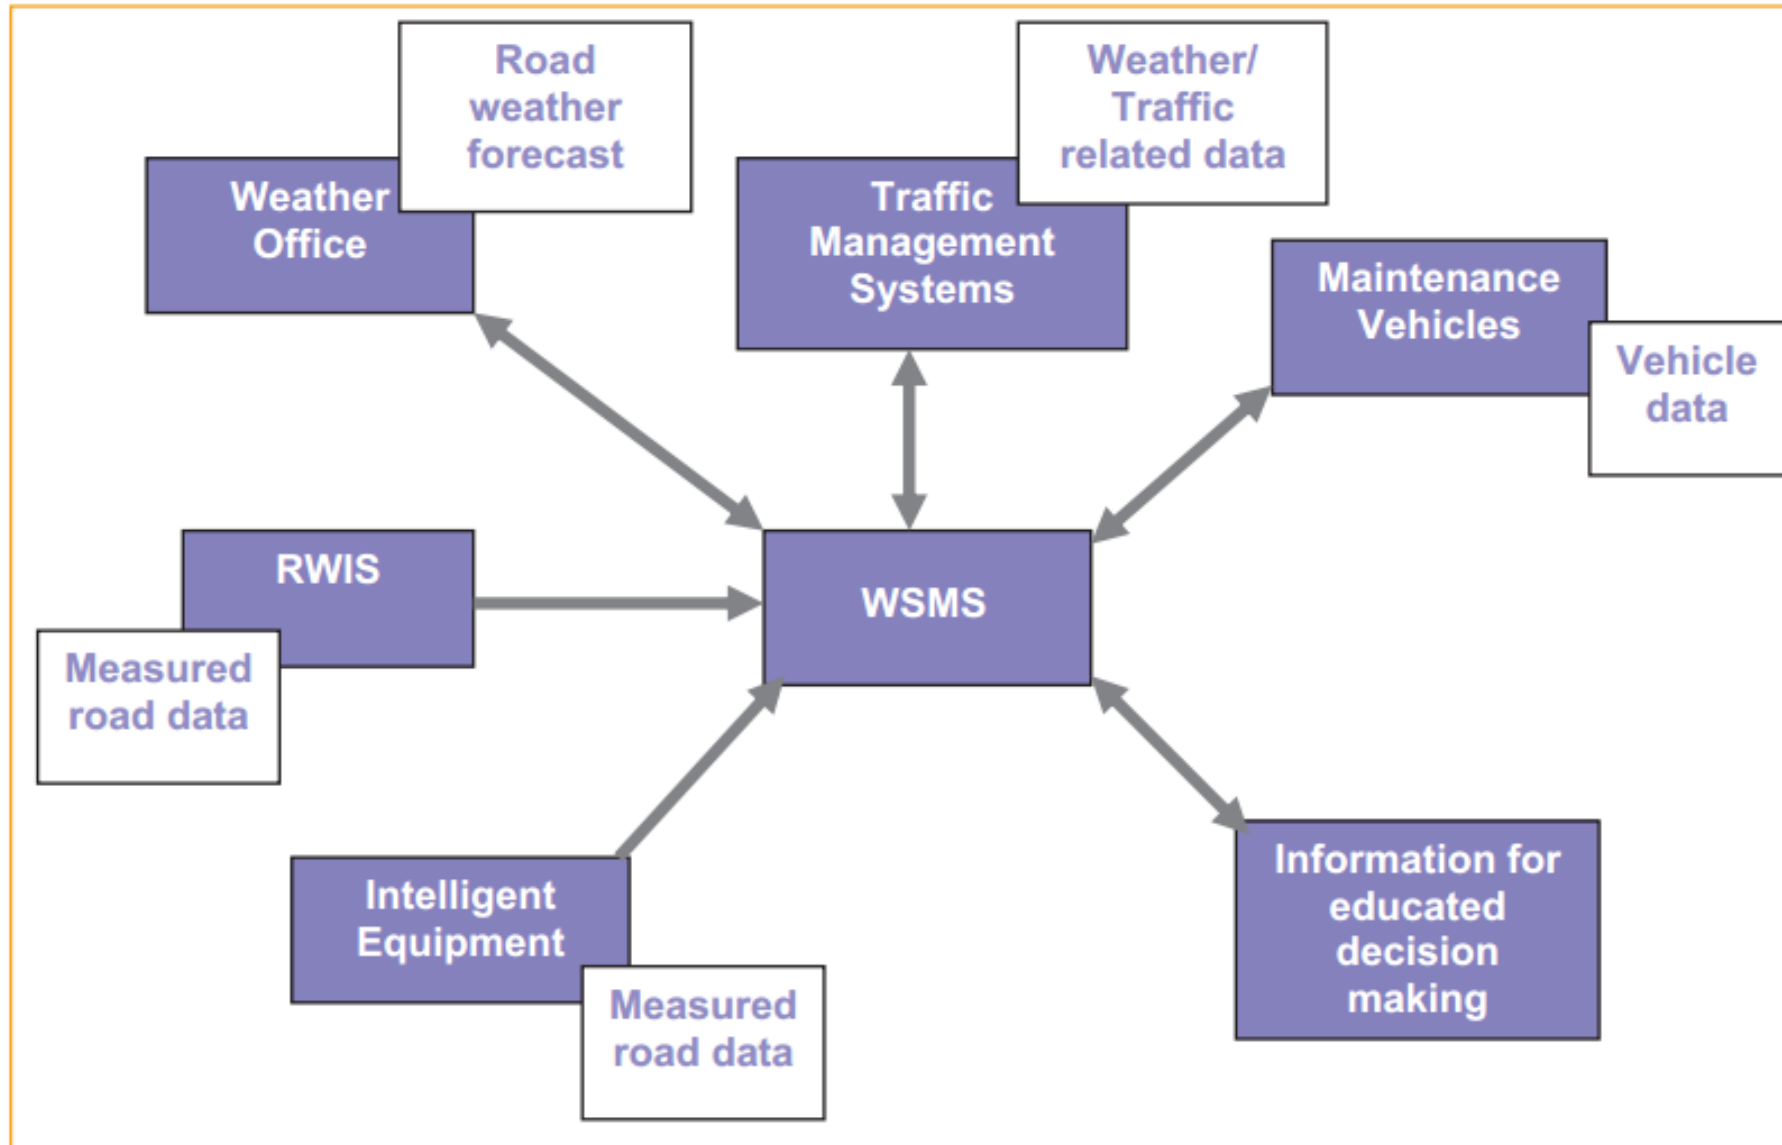 Road
weather
forecast
Weather
Office
Weather/
Traffic
related data
Traffic
Management
Systems
Maintenance
Vehicles
Vehicle
data
RWIS
Measured
road data
WSMS
Intelligent
Equipment
Measured
road data
Information for
educated
decision
making